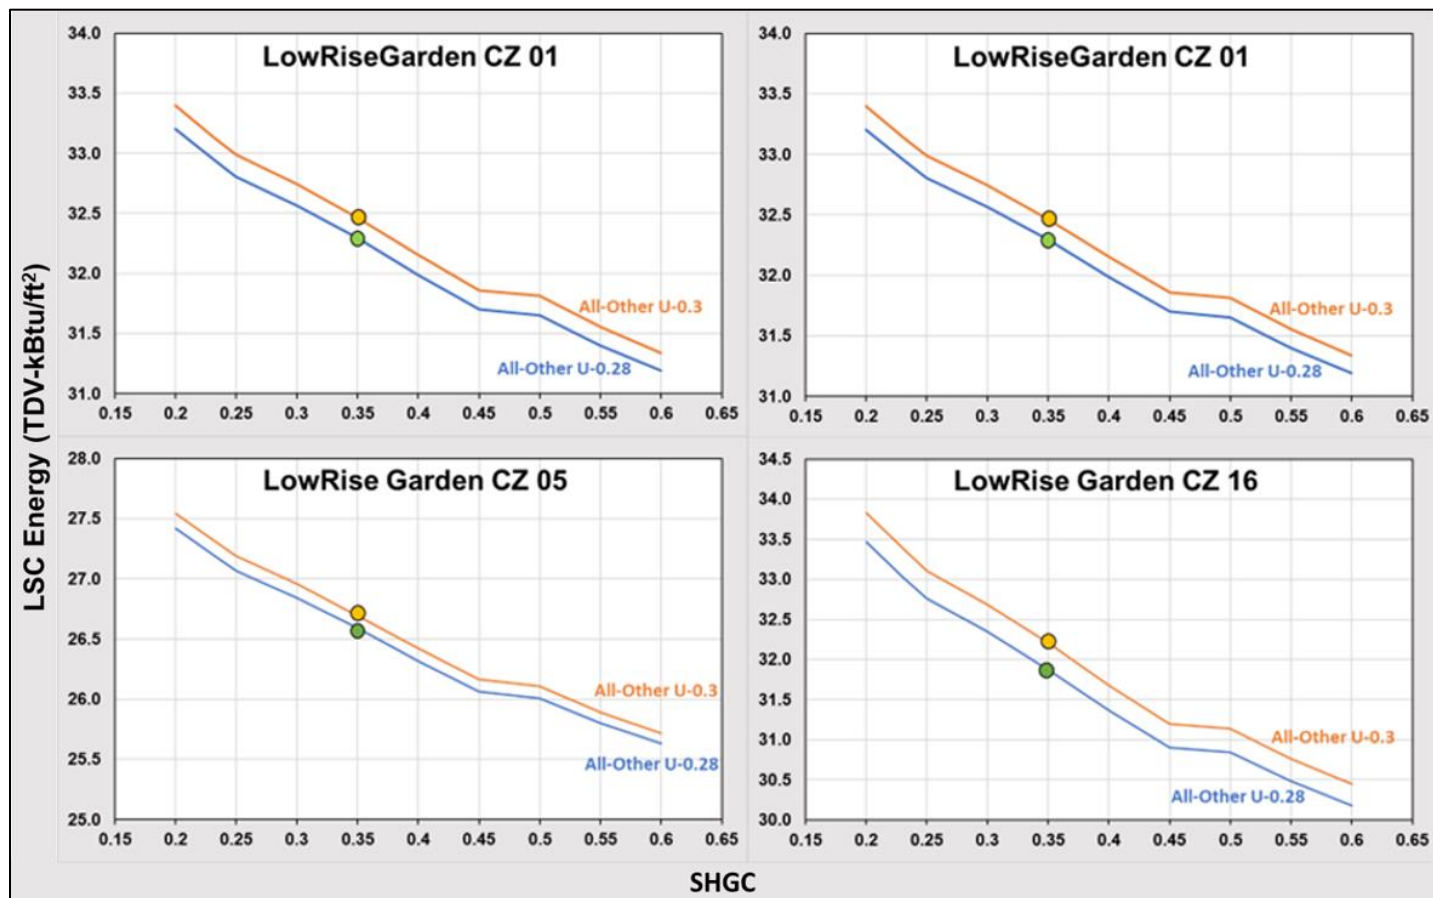 LSC Energy (TDV-kBtu/ft²)
LowRiseGarden CZ 01
34.0
33.5
33.0
32.5
32.0
31.5
31.0
All-Other U-0.3
All-Other U-0.28
0.15 0.2 0.25 0.3 0.35 0.4 0.45 0.5 0.55 0.6 0.65
LowRiseGarden CZ 01
34.0
33.5
33.0
32.5
32.0
31.5
31.0
All-Other U-0.3
All-Other U-0.28
0.15 0.2 0.25 0.3 0.35 0.4 0.45 0.5 0.55 0.6 0.65
LowRise Garden CZ 05
28.0
27.5
27.0
26.5
26.0
25.5
25.0
All-Other U-0.3
All-Other U-0.28
0.15 0.2 0.25 0.3 0.35 0.4 0.45 0.5 0.55 0.6 0.65
LowRise Garden CZ 16
34.5
34.0
33.5
33.0
32.5
32.0
31.5
31.0
30.5
30.0
All-Other U-0.3
All-Other U-0.28
0.15 0.2 0.25 0.3 0.35 0.4 0.45 0.5 0.55 0.6 0.65
SHGC